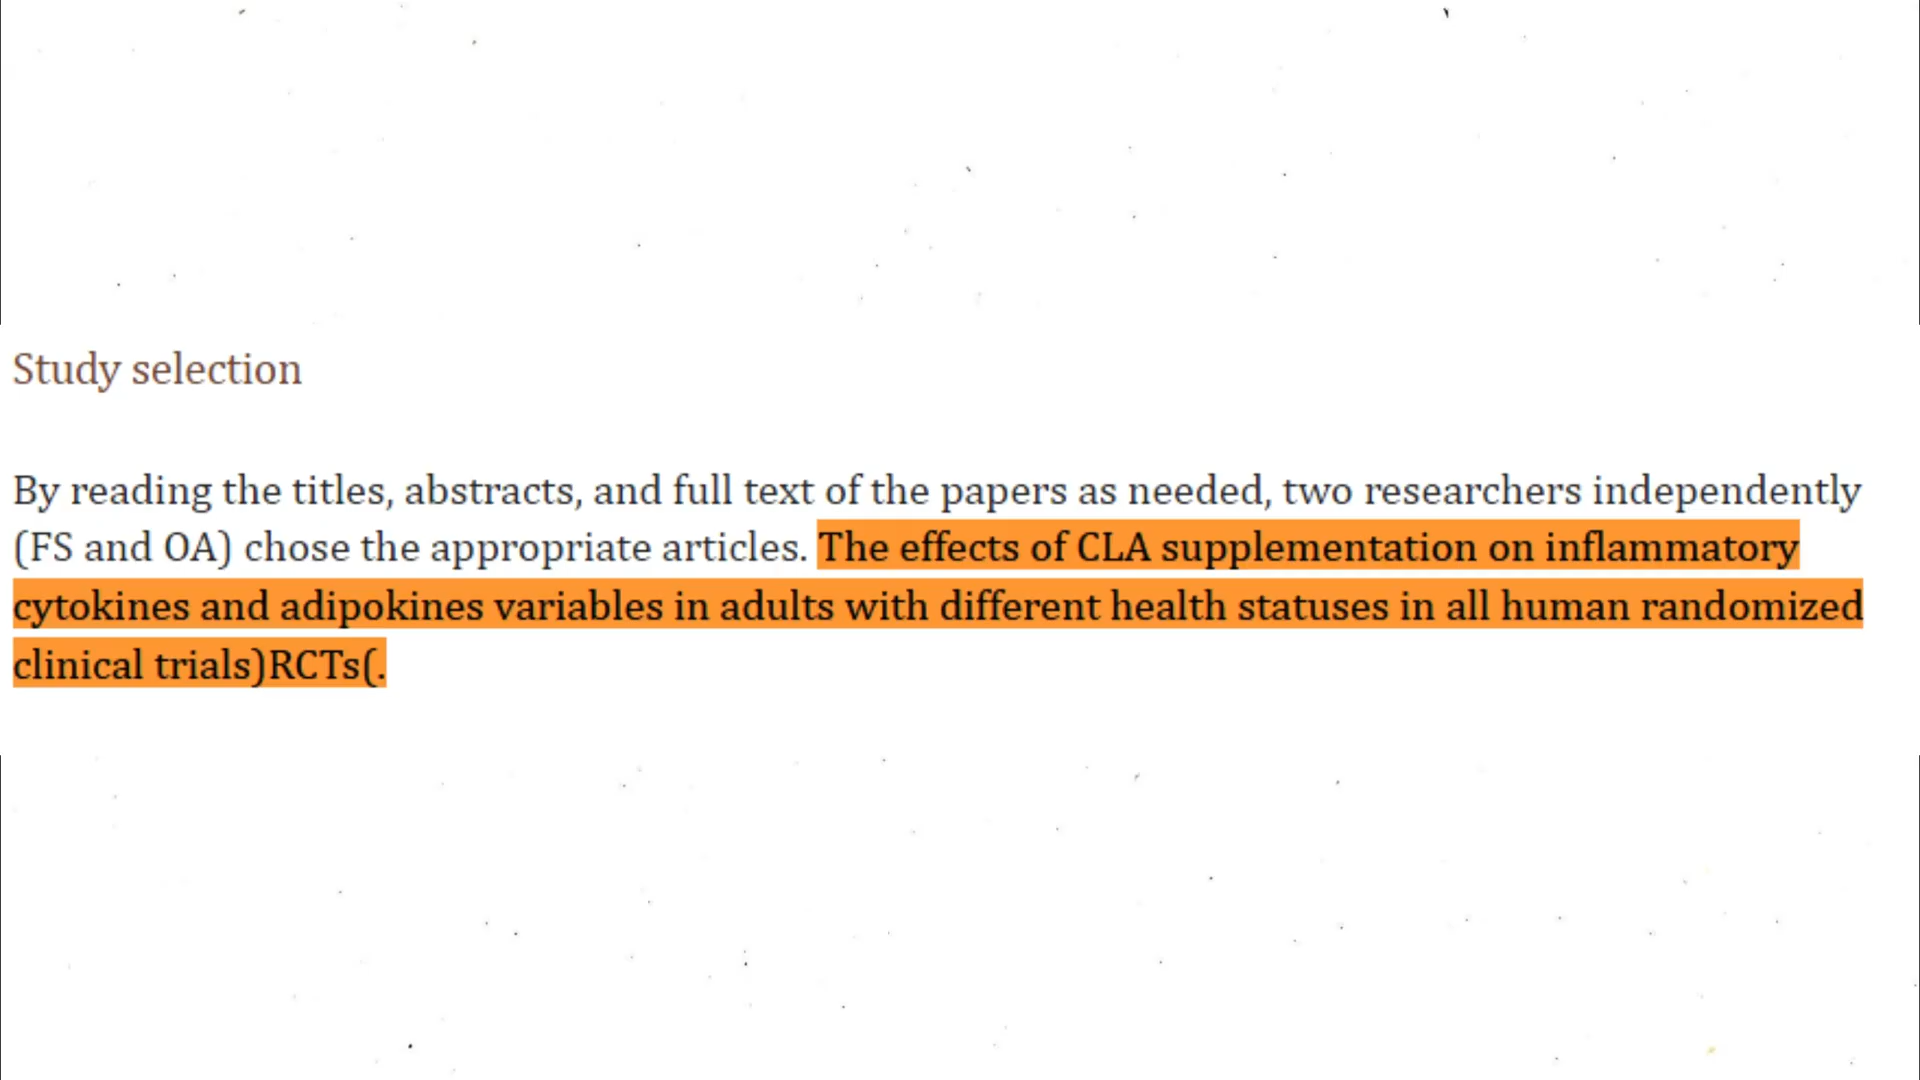 Study selection
By reading the titles, abstracts, and full text of the papers as needed, two researchers independently
(FS and OA) chose the appropriate articles. The effects of CLA supplementation on inflammatory
cytokines and adipokines variables in adults with different health statuses in all human randomized
clinical trials)RCTs(.